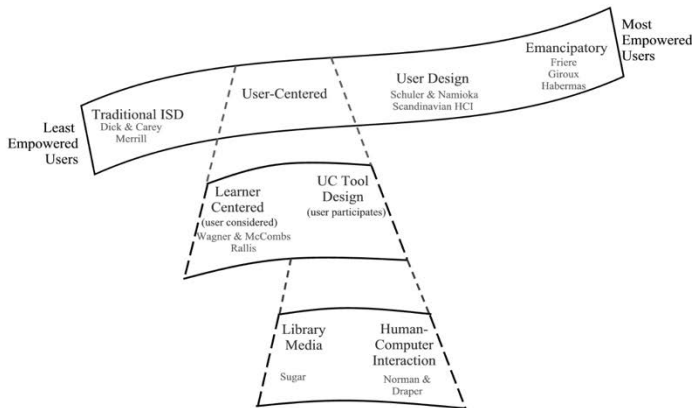 Most
Empowered
Users
Emancipatory
Friere
Giroux
Habermas
User Design
Schuler & Namioka
Scandinavian HCI
User-Centered
Traditional ISD
Dick & Carey
Merrill
Least
Empowered
Users
Learner
Centered
(user considered)
Wagner & McCombs
Rallis
UC Tool
Design
(user participates)
Library
Media
Sugar
Human-
Computer
Interaction
Norman &
Draper